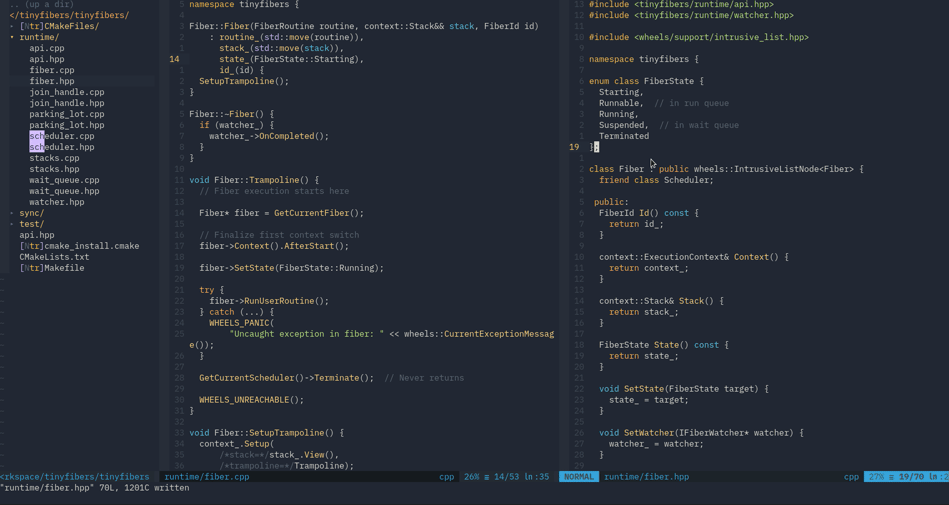 .. (up a dir)
</tinyfibers/tinyfibers/
▸ [Ntr]CMakeFiles/
▾ runtime/
api.cpp
api.hpp
fiber.cpp
fiber.hpp
join_handle.cpp
join_handle.hpp
parking_lot.cpp
parking_lot.hpp
scheduler.cpp
scheduler.hpp
stacks.cpp
stacks.hpp
wait_queue.cpp
wait_queue.hpp
watcher.hpp
▸ sync/
▸ test/
api.hpp
[Ntr]cmake_install.cmake
CMakeLists.txt
[Ntr]Makefile
<rkspace/tinyfibers/tinyfibers
5 namespace tinyfibers {
4
3 Fiber::Fiber(FiberRoutine routine, context::Stack&& stack, FiberId id)
2 : routine_(std::move(routine)),
1 stack_(std::move(stack)),
14 state_(FiberState::Starting),
1 id_(id) {
2 SetupTrampoline();
3 }
4
5 Fiber::~Fiber() {
6 if (watcher_) {
7 watcher_->OnCompleted();
8 }
9 }
10
11 void Fiber::Trampoline() {
12 // Fiber execution starts here
13
14 Fiber* fiber = GetCurrentFiber();
15
16 // Finalize first context switch
17 fiber->Context().AfterStart();
18
19 fiber->SetState(FiberState::Running);
20
21 try {
22 fiber->RunUserRoutine();
23 } catch (...) {
24 WHEELS_PANIC(
25 "Uncaught exception in fiber: " << wheels::CurrentExceptionMessag
e());
26 }
27
28 GetCurrentScheduler()->Terminate(); // Never returns
29
30 WHEELS_UNREACHABLE();
31 }
32
33 void Fiber::SetupTrampoline() {
34 context_.Setup(
35 /*stack=*/stack_.View(),
36 /*trampoline=*/Trampoline);
runtime/fiber.cpp cpp 26% ≡ 14/53 ln:35
13 #include <tinyfibers/runtime/api.hpp>
12 #include <tinyfibers/runtime/watcher.hpp>
11
10 #include <wheels/support/intrusive_list.hpp>
9
8 namespace tinyfibers {
7
6 enum class FiberState {
5 Starting,
4 Runnable, // in run queue
3 Running,
2 Suspended, // in wait queue
1 Terminated
19 };
1
2 class Fiber : public wheels::IntrusiveListNode<Fiber> {
3 friend class Scheduler;
4
5 public:
6 FiberId Id() const {
7 return id_;
8 }
9
10 context::ExecutionContext& Context() {
11 return context_;
12 }
13
14 context::Stack& Stack() {
15 return stack_;
16 }
17
18 FiberState State() const {
19 return state_;
20 }
21
22 void SetState(FiberState target) {
23 state_ = target;
24 }
25
26 void SetWatcher(IFiberWatcher* watcher) {
27 watcher_ = watcher;
28 }
29
NORMAL runtime/fiber.hpp cpp 27% ≡ 19/70 ln:2
"runtime/fiber.hpp" 70L, 1201C written